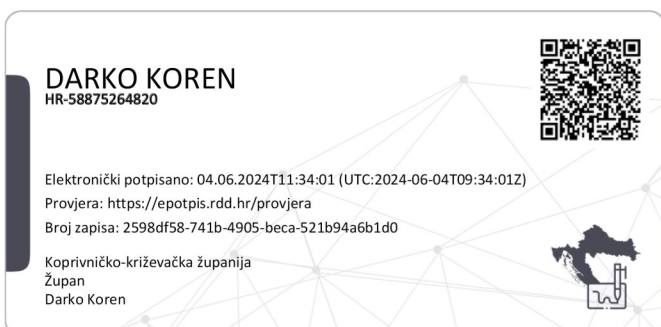 DARKO KOREN
HR-58875264820
Elektronički potpisano: 04.06.2024T11:34:01 (UTC:2024-06-04T09:34:01Z)
Provjera: https://epotpis.rdd.hr/provjera
Broj zapisa: 2598df58-741b-4905-beca-521b94a6b1d0
Koprivničko-križevačka županija
Župan
Darko Koren